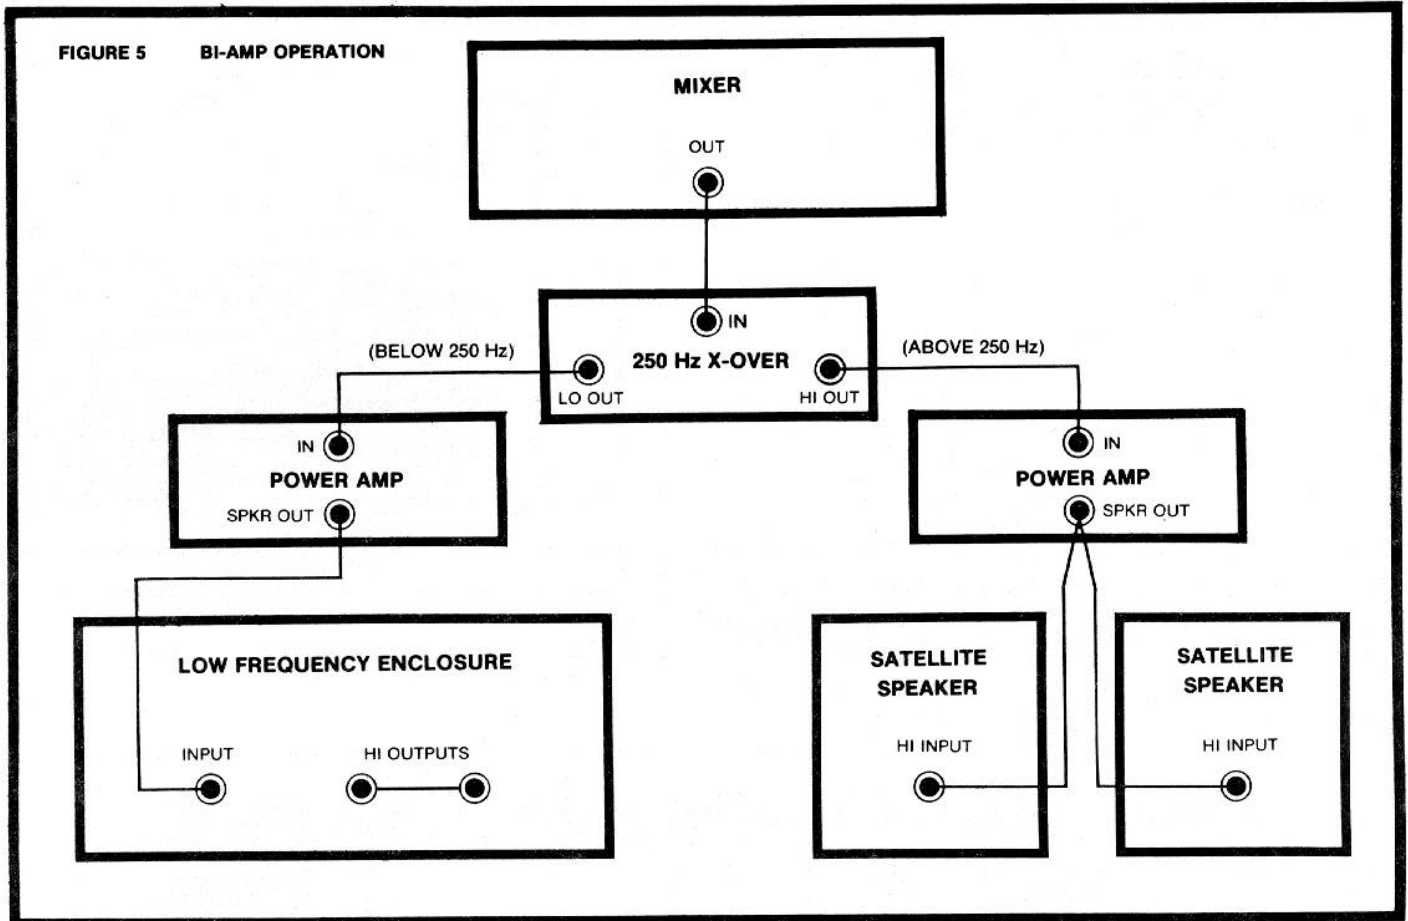 FIGURE 5 BI-AMP OPERATION
MIXER
OUT
IN
250 Hz X-OVER
LO OUT
HI OUT
(BELOW 250 Hz)
(ABOVE 250 Hz)
IN
POWER AMP
SPKR OUT
IN
POWER AMP
SPKR OUT
LOW FREQUENCY ENCLOSURE
INPUT
HI OUTPUTS
SATELLITE
SPEAKER
HI INPUT
SATELLITE
SPEAKER
HI INPUT